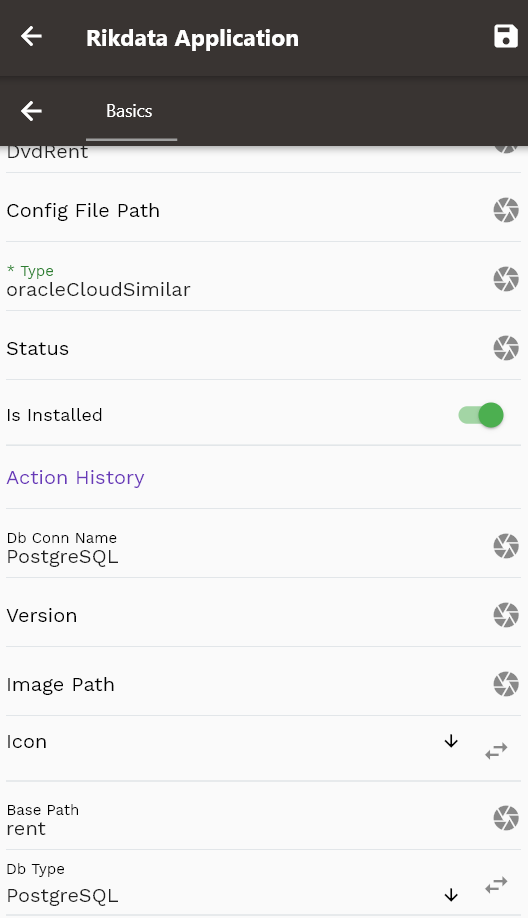 Rikdata Application
Basics
DvdRent
Config File Path
* Type
oracleCloudSimilar
Status
Is Installed
Action History
Db Conn Name
PostgreSQL
Version
Image Path
Icon
Base Path
rent
Db Type
PostgreSQL